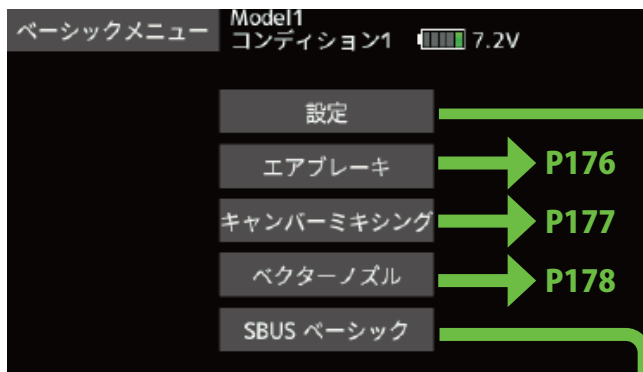 ベーシックメニュー
Model1
コンディション1 7.2V
設定
エアブレーキ P176
キャンバーミキシング P177
ベクターノズル P178
SBUS ベーシック